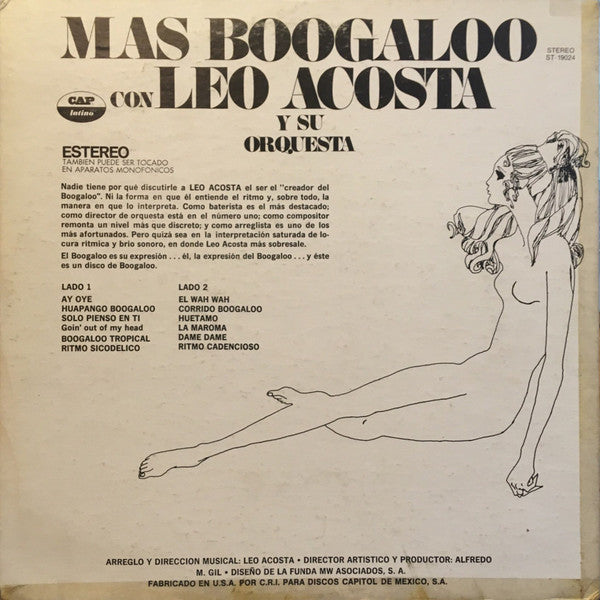 MAS BOOGALOO
CON LEO ACOSTA
Y SU
ORQUESTA
STEREO
ST 19024
CAP
latino
ESTEREO
TAMBIEN PUEDE SER TOCADO
EN APARATOS MONOFONICOS
Nadie tiene por qué discutirle a LEO ACOSTA el ser el "creador del
Boogaloo". Ni la forma en que él entiende el ritmo y, sobre todo, la
manera en que lo interpreta. Como baterista es el más destacado;
como director de orquesta está en el número uno; como compositor
remonta un nivel más que discreto; y como arreglista es uno de los
más afortunados. Pero quizá sea en la interpretación saturada de lo-
cura rítmica y brío sonoro, en donde Leo Acosta más sobresale.
El Boogaloo es su expresión . . . él, la expresión del Boogaloo . . . y éste
es un disco de Boogaloo.
LADO 1
AY OYE
HUAPANGO BOOGALOO
SOLO PIENSO EN TI
Goin' out of my head
BOOGALOO TROPICAL
RITMO SICODELICO
LADO 2
EL WAH WAH
CORRIDO BOOGALOO
HUETAMO
LA MAROMA
DAME DAME
RITMO CADENCIOSO
ARREGLO Y DIRECCION MUSICAL: LEO ACOSTA • DIRECTOR ARTISTICO Y PRODUCTOR: ALFREDO
M. GIL • DISEÑO DE LA FUNDA MW ASOCIADOS, S. A.
FABRICADO EN U.S.A. POR C.R.I. PARA DISCOS CAPITOL DE MEXICO, S.A.